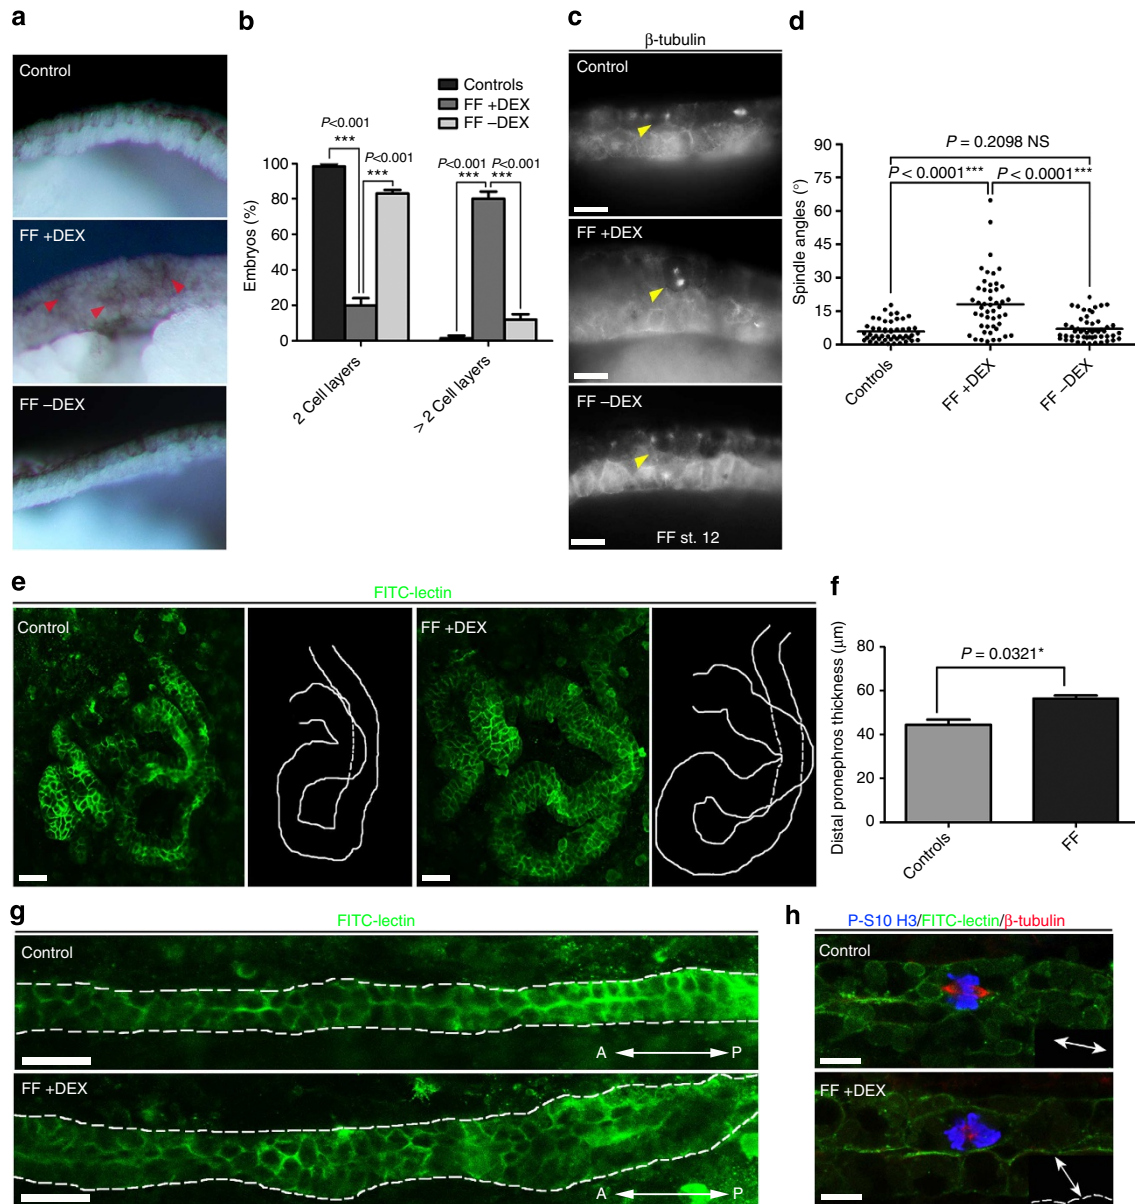 a
Control
FF +DEX
FF –DEX
b
Controls
FF +DEX
FF –DEX
P<0.001
***
P<0.001
***
P<0.001 P<0.001
*** ***
Embryos (%)
100
80
60
40
20
0
2 Cell layers
> 2 Cell layers
c
β-tubulin
Control
FF +DEX
FF –DEX
FF st. 12
d
P = 0.2098 NS
P < 0.0001*** P < 0.0001***
Spindle angles (°)
90
75
60
45
30
15
0
Controls
FF +DEX
FF –DEX
e
FITC-lectin
Control
FF +DEX
f
P = 0.0321*
Distal pronephros thickness (μm)
80
60
40
20
0
Controls
FF
g
FITC-lectin
Control
A P
FF +DEX
A P
h
P-S10 H3/FITC-lectin/β-tubulin
Control
FF +DEX